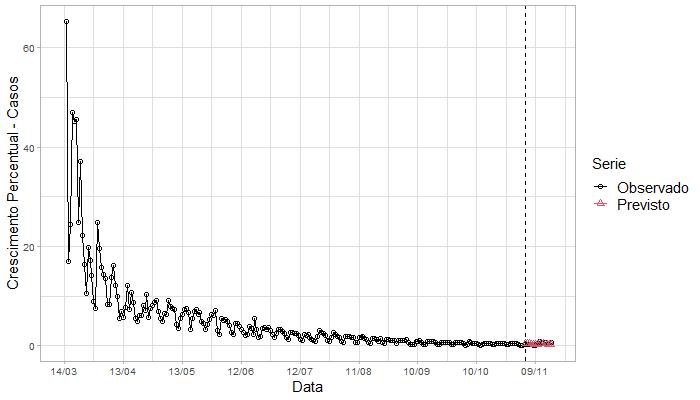 Crescimento Percentual - Casos
60
40
20
0
14/03 13/04 13/05 12/06 12/07 11/08 10/09 10/10 09/11
Data
Serie
Observado
Previsto